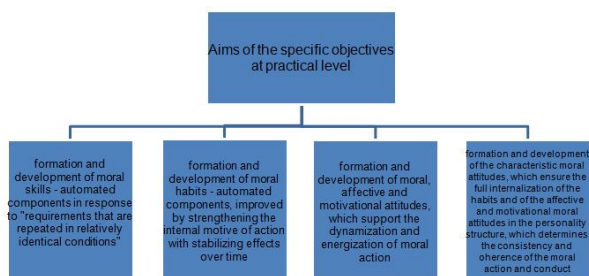 Aims of the specific objectives
at practical level
formation and
development of moral
skills - automated
components in response
to "requirements that are
repeated in relatively
identical conditions"
formation and
development of moral
habits - automated
components, improved
by strengthening the
internal motive of action
with stabilizing effects
over time
formation and
development of moral,
affective and
motivational attitudes,
which support the
dynamization and
energization of moral
action
formation and development
of the characteristic moral
attitudes, which ensure the
full internalization of the
habits and of the affective
and motivational moral
attitudes in the personality
structure, which determines
the consistency and
oherence of the moral
action and conduct